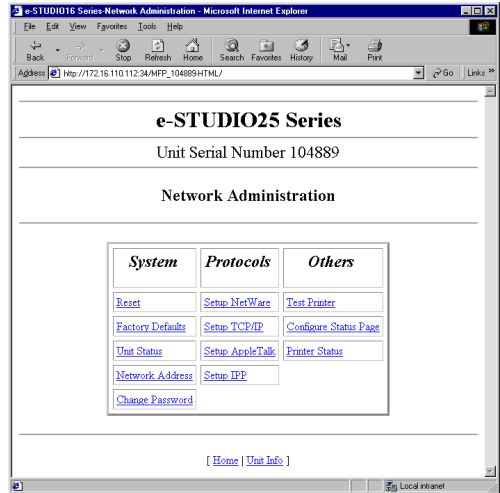 e-STUDIO16 Series-Network Administration - Microsoft Internet Explorer
File Edit View Favorites Tools Help
Back Forward Stop Refresh Home Search Favorites History Mail Print
Address http://172.16.110.112:34/MFP_104889-HTML/ Go Links »
e-STUDIO25 Series
Unit Serial Number 104889
Network Administration
System Protocols Others
Reset Setup NetWare Test Printer
Factory Defaults Setup TCP/IP Configure Status Page
Unit Status Setup AppleTalk Printer Status
Network Address Setup IPP
Change Password
[ Home | Unit Info ]
Local intranet